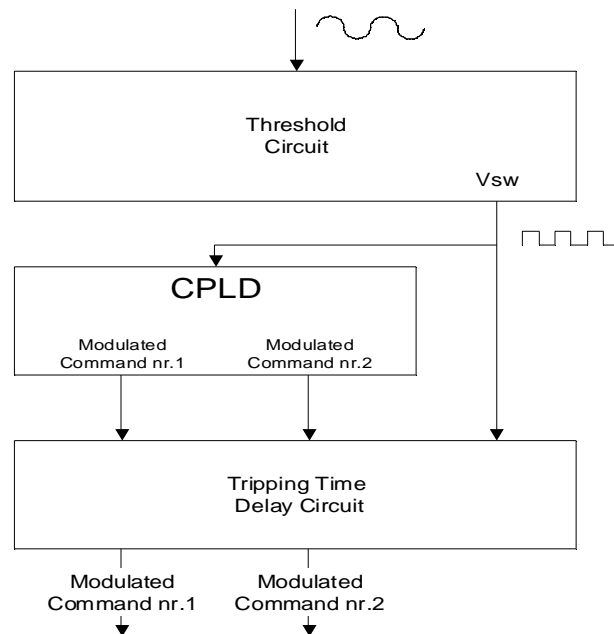 Threshold
Circuit
Vsw
CPLD
Modulated
Command nr.1
Modulated
Command nr.2
Tripping Time
Delay Circuit
Modulated
Command nr.1
Modulated
Command nr.2